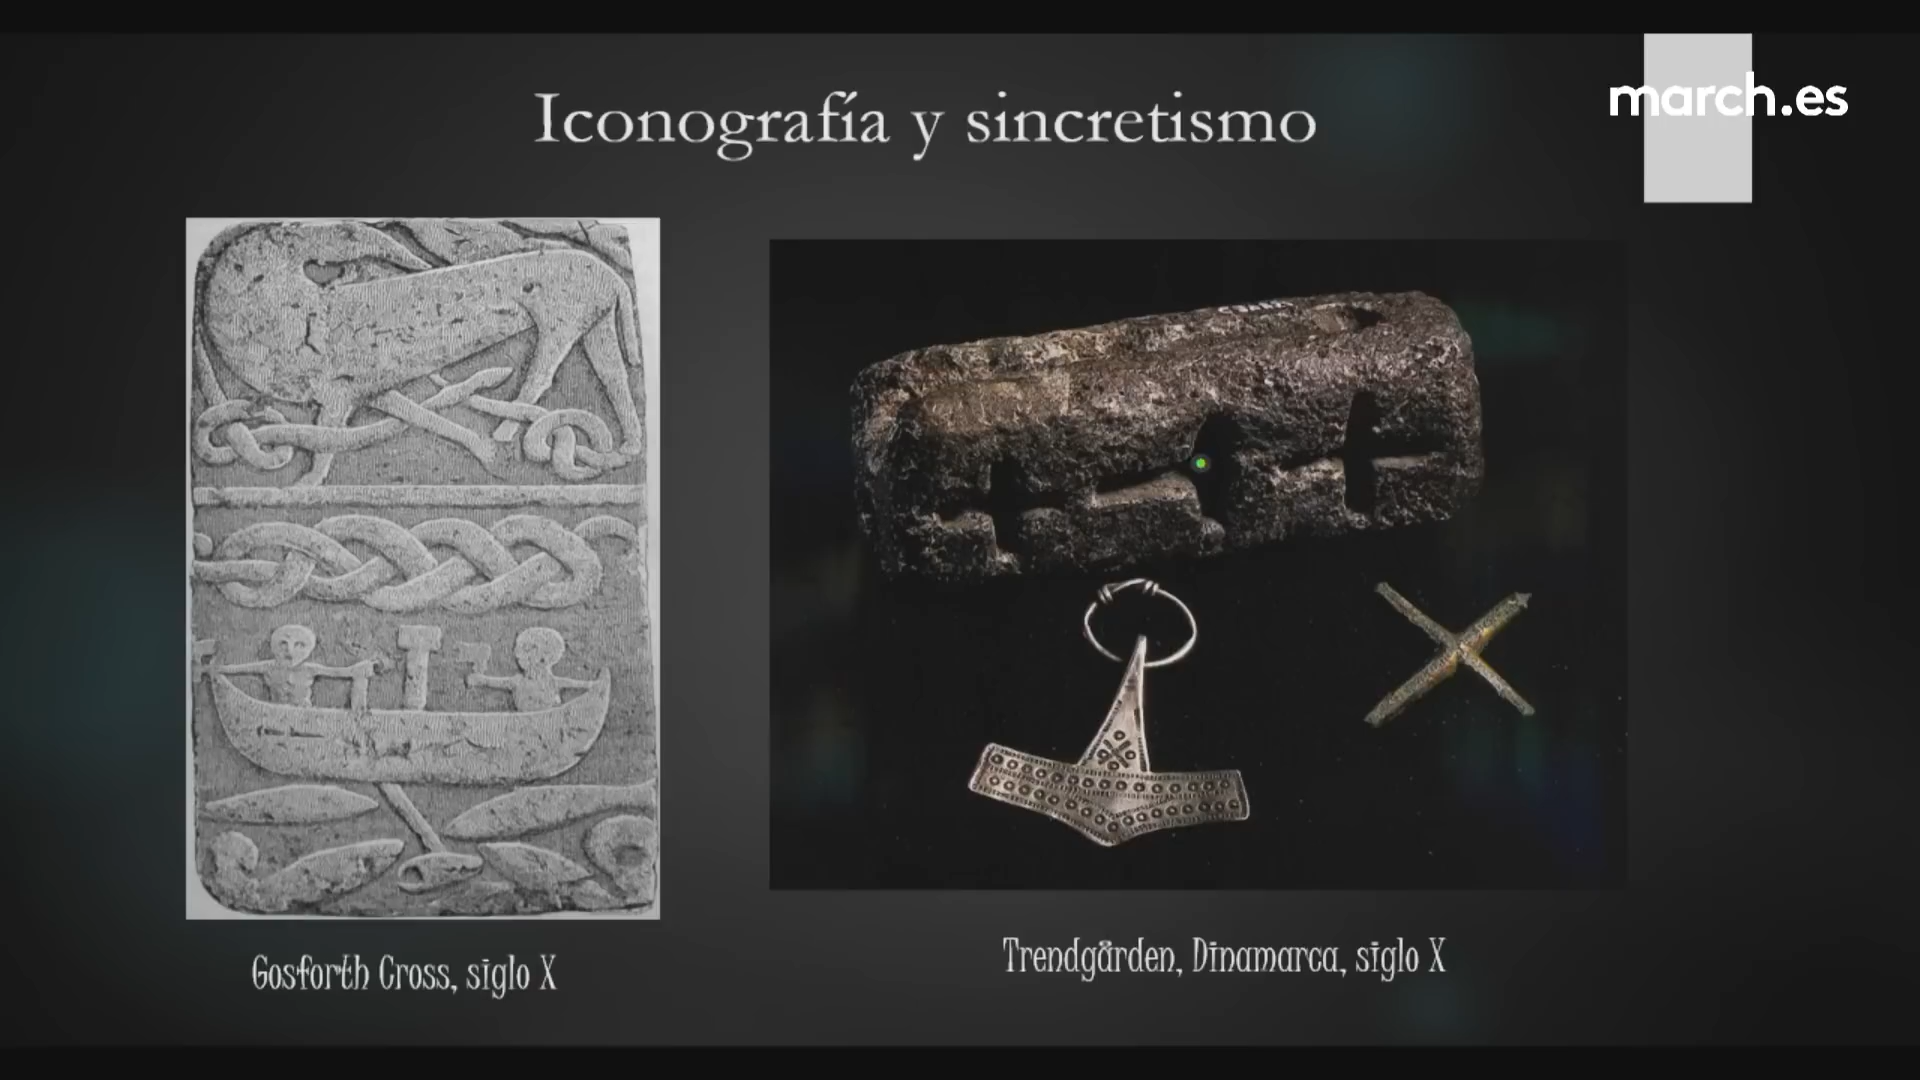 Iconografía y sincretismo
march.es
Gosforth Cross, siglo X
Trendgården, Dinamarca, siglo X